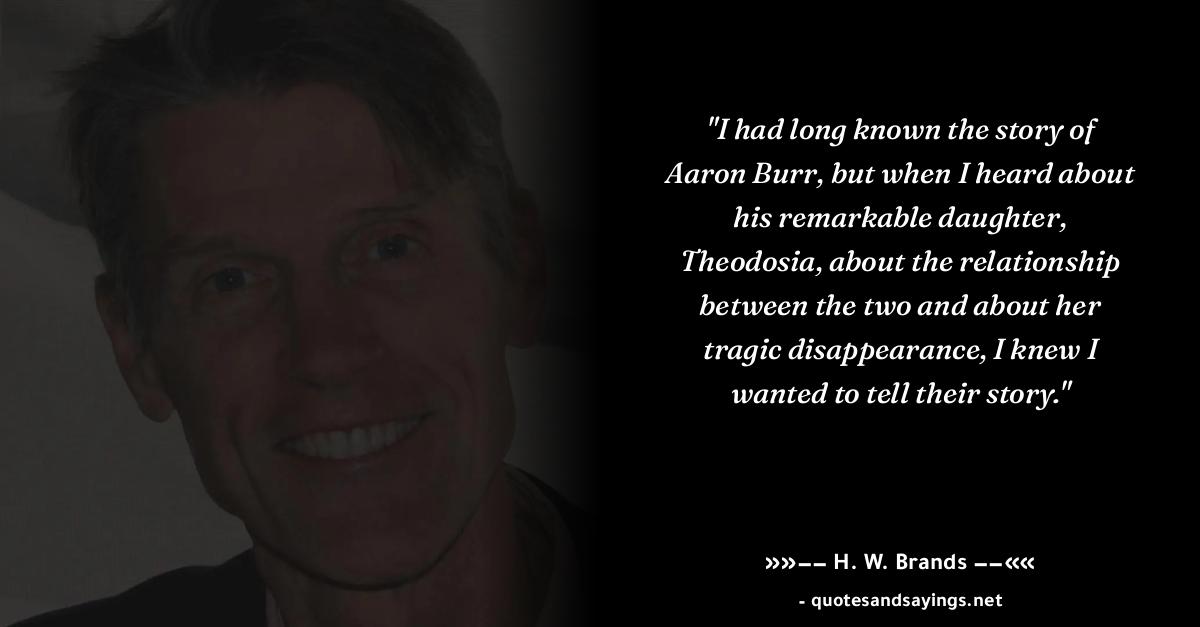 "I had long known the story of
Aaron Burr, but when I heard about
his remarkable daughter,
Theodosia, about the relationship
between the two and about her
tragic disappearance, I knew I
wanted to tell their story."
»»–– H. W. Brands ––««
- quotesandsayings.net